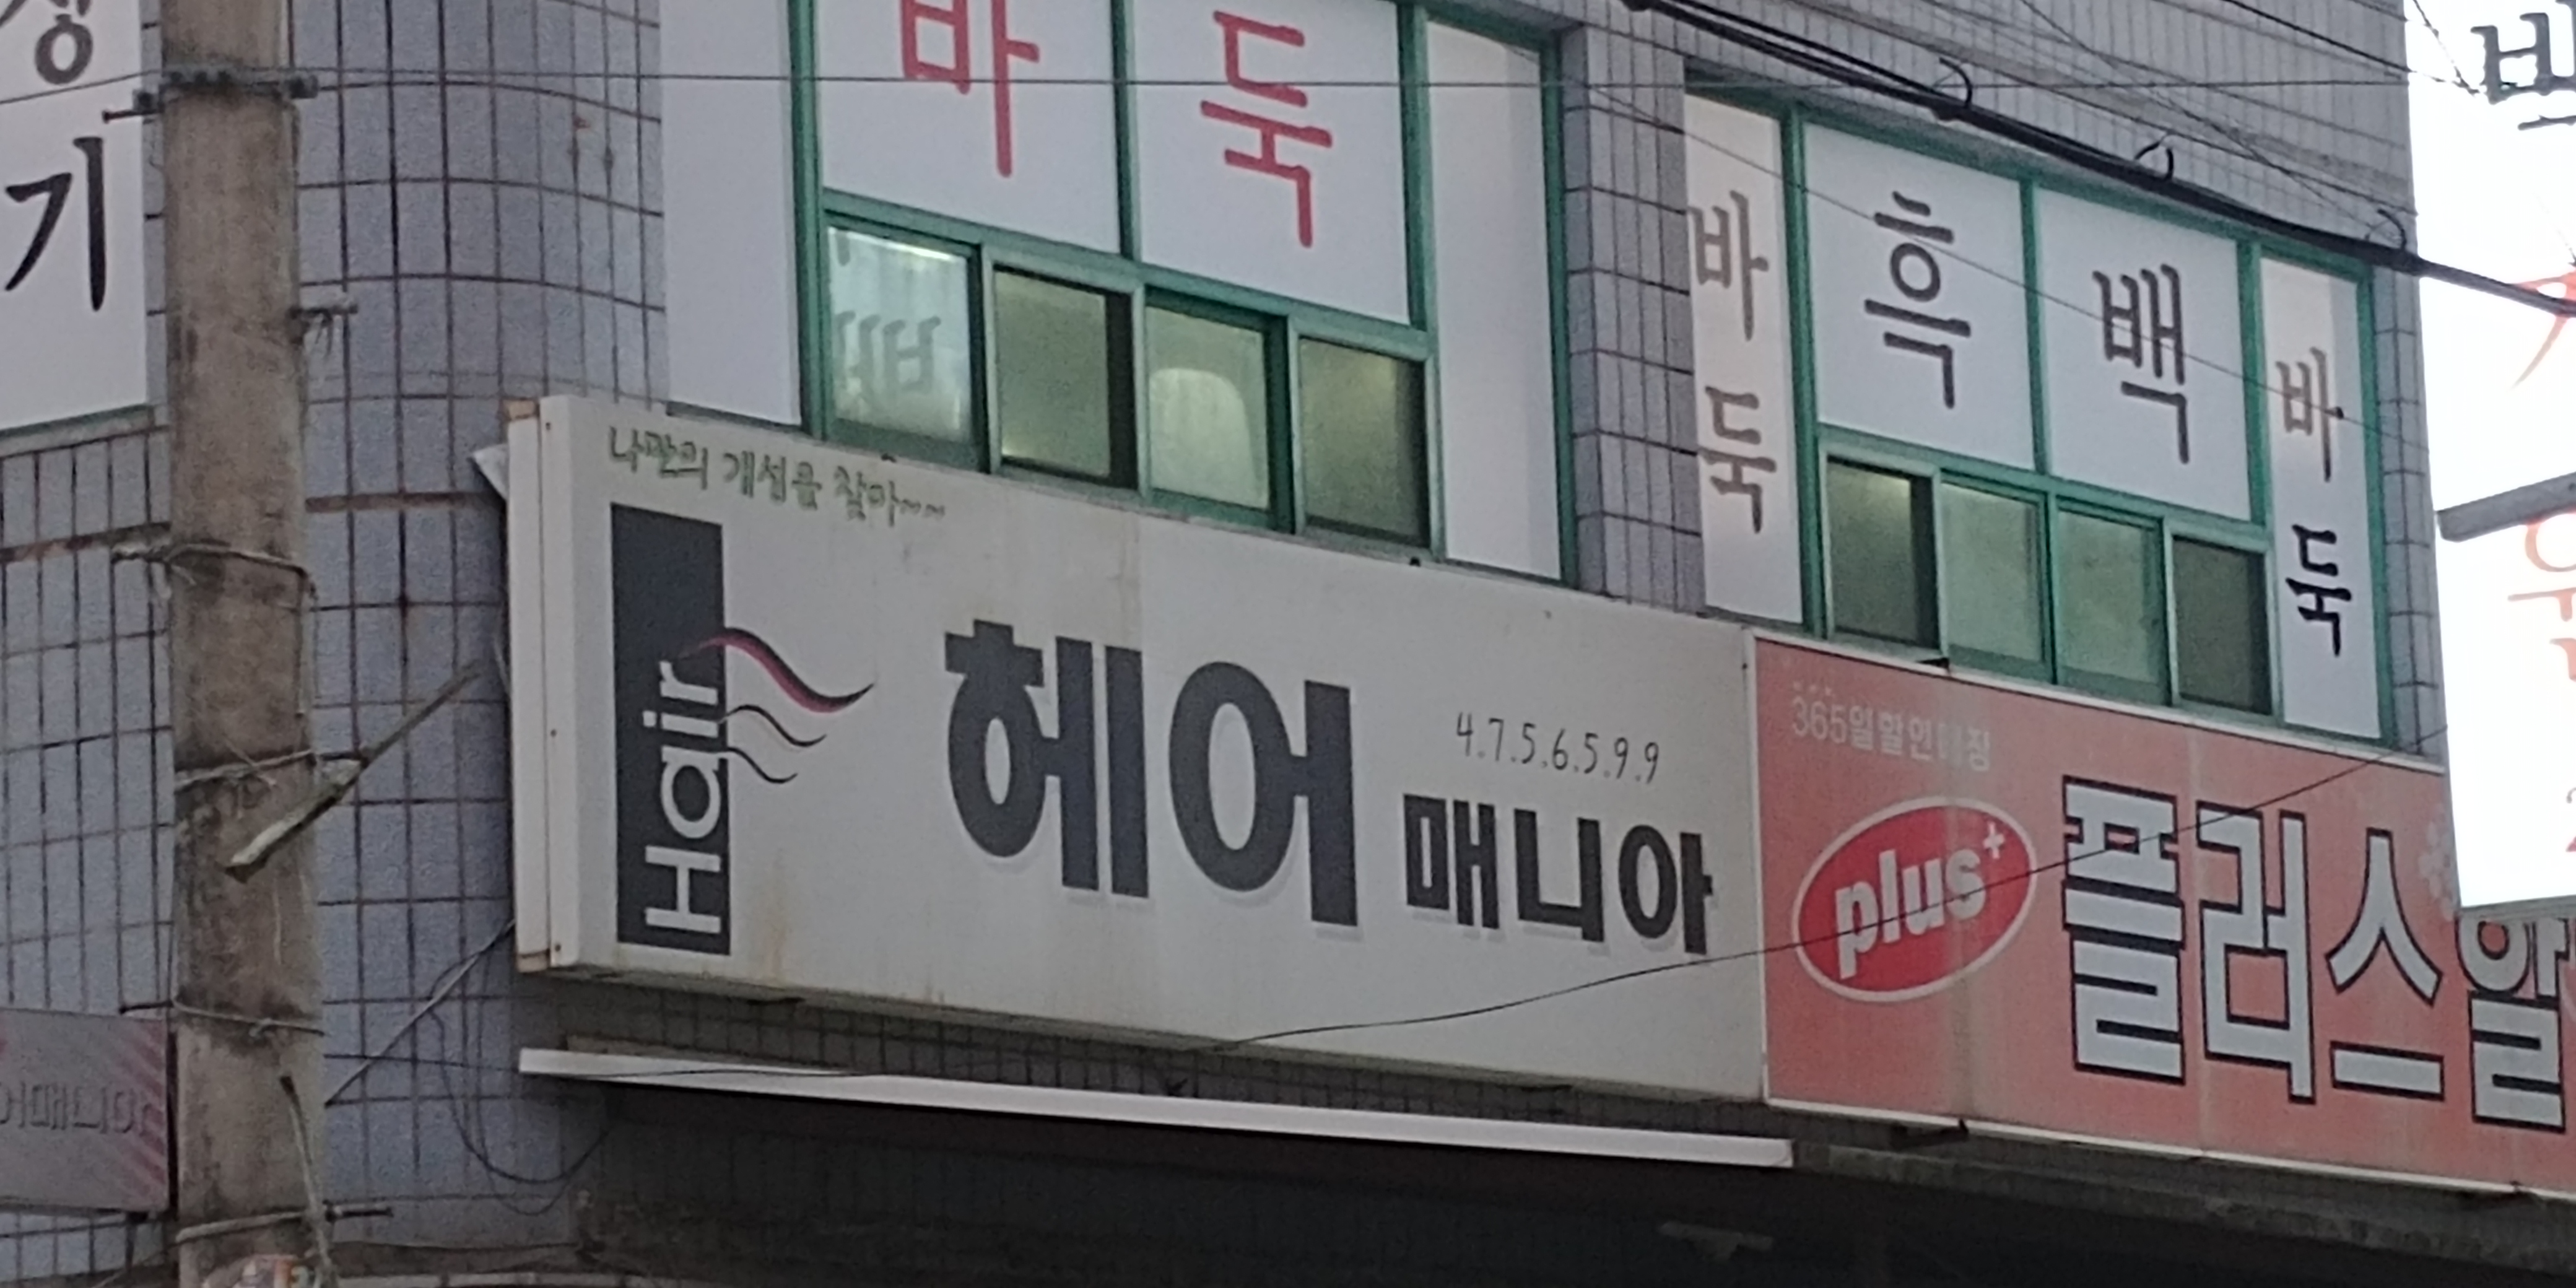 기
바둑
바
둑
흑백
바
둑
나만의 개성을 찾아~~
Hair
헤어
4.7.5.6.5.9.9
매니아
365일할인매장
plus+
플러스알